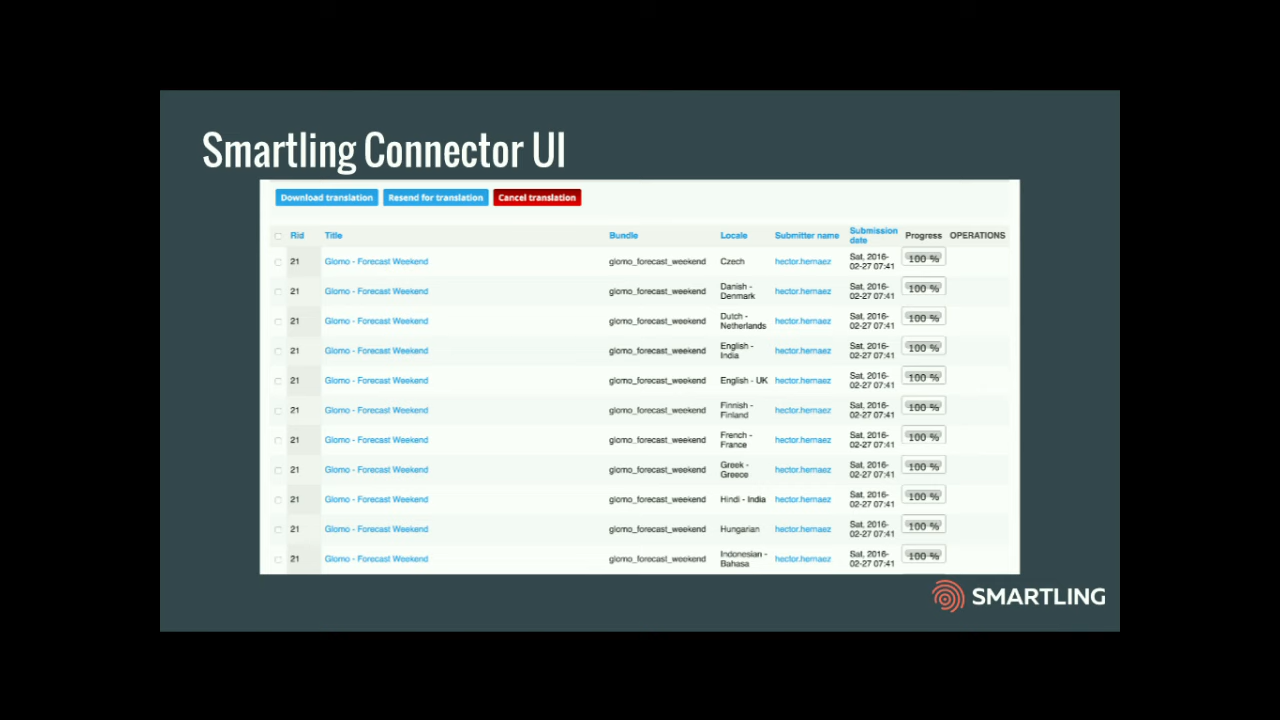 Smartling Connector UI
Download translation Resend for translation Cancel translation
Rid Title Bundle Locale Submitter name Submission date Progress OPERATIONS
21 Glomo - Forecast Weekend glomo_forecast_weekend Czech hector.hernaez Sat, 2016-02-27 07:41 100 %
21 Glomo - Forecast Weekend glomo_forecast_weekend Danish - Denmark hector.hernaez Sat, 2016-02-27 07:41 100 %
21 Glomo - Forecast Weekend glomo_forecast_weekend Dutch - Netherlands hector.hernaez Sat, 2016-02-27 07:41 100 %
21 Glomo - Forecast Weekend glomo_forecast_weekend English - India hector.hernaez Sat, 2016-02-27 07:41 100 %
21 Glomo - Forecast Weekend glomo_forecast_weekend English - UK hector.hernaez Sat, 2016-02-27 07:41 100 %
21 Glomo - Forecast Weekend glomo_forecast_weekend Finnish - Finland hector.hernaez Sat, 2016-02-27 07:41 100 %
21 Glomo - Forecast Weekend glomo_forecast_weekend French - France hector.hernaez Sat, 2016-02-27 07:41 100 %
21 Glomo - Forecast Weekend glomo_forecast_weekend Greek - Greece hector.hernaez Sat, 2016-02-27 07:41 100 %
21 Glomo - Forecast Weekend glomo_forecast_weekend Hindi - India hector.hernaez Sat, 2016-02-27 07:41 100 %
21 Glomo - Forecast Weekend glomo_forecast_weekend Hungarian hector.hernaez Sat, 2016-02-27 07:41 100 %
21 Glomo - Forecast Weekend glomo_forecast_weekend Indonesian - Bahasa hector.hernaez Sat, 2016-02-27 07:41 100 %
SMARTLING